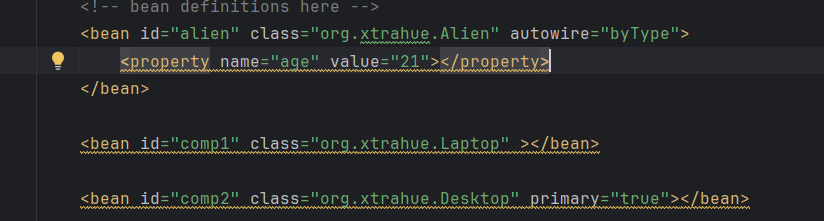 <!-- bean definitions here -->
<bean id="alien" class="org.xtrahue.Alien" autowire="byType">
<property name="age" value="21"></property>
</bean>
<bean id="comp1" class="org.xtrahue.Laptop" ></bean>
<bean id="comp2" class="org.xtrahue.Desktop" primary="true"></bean>